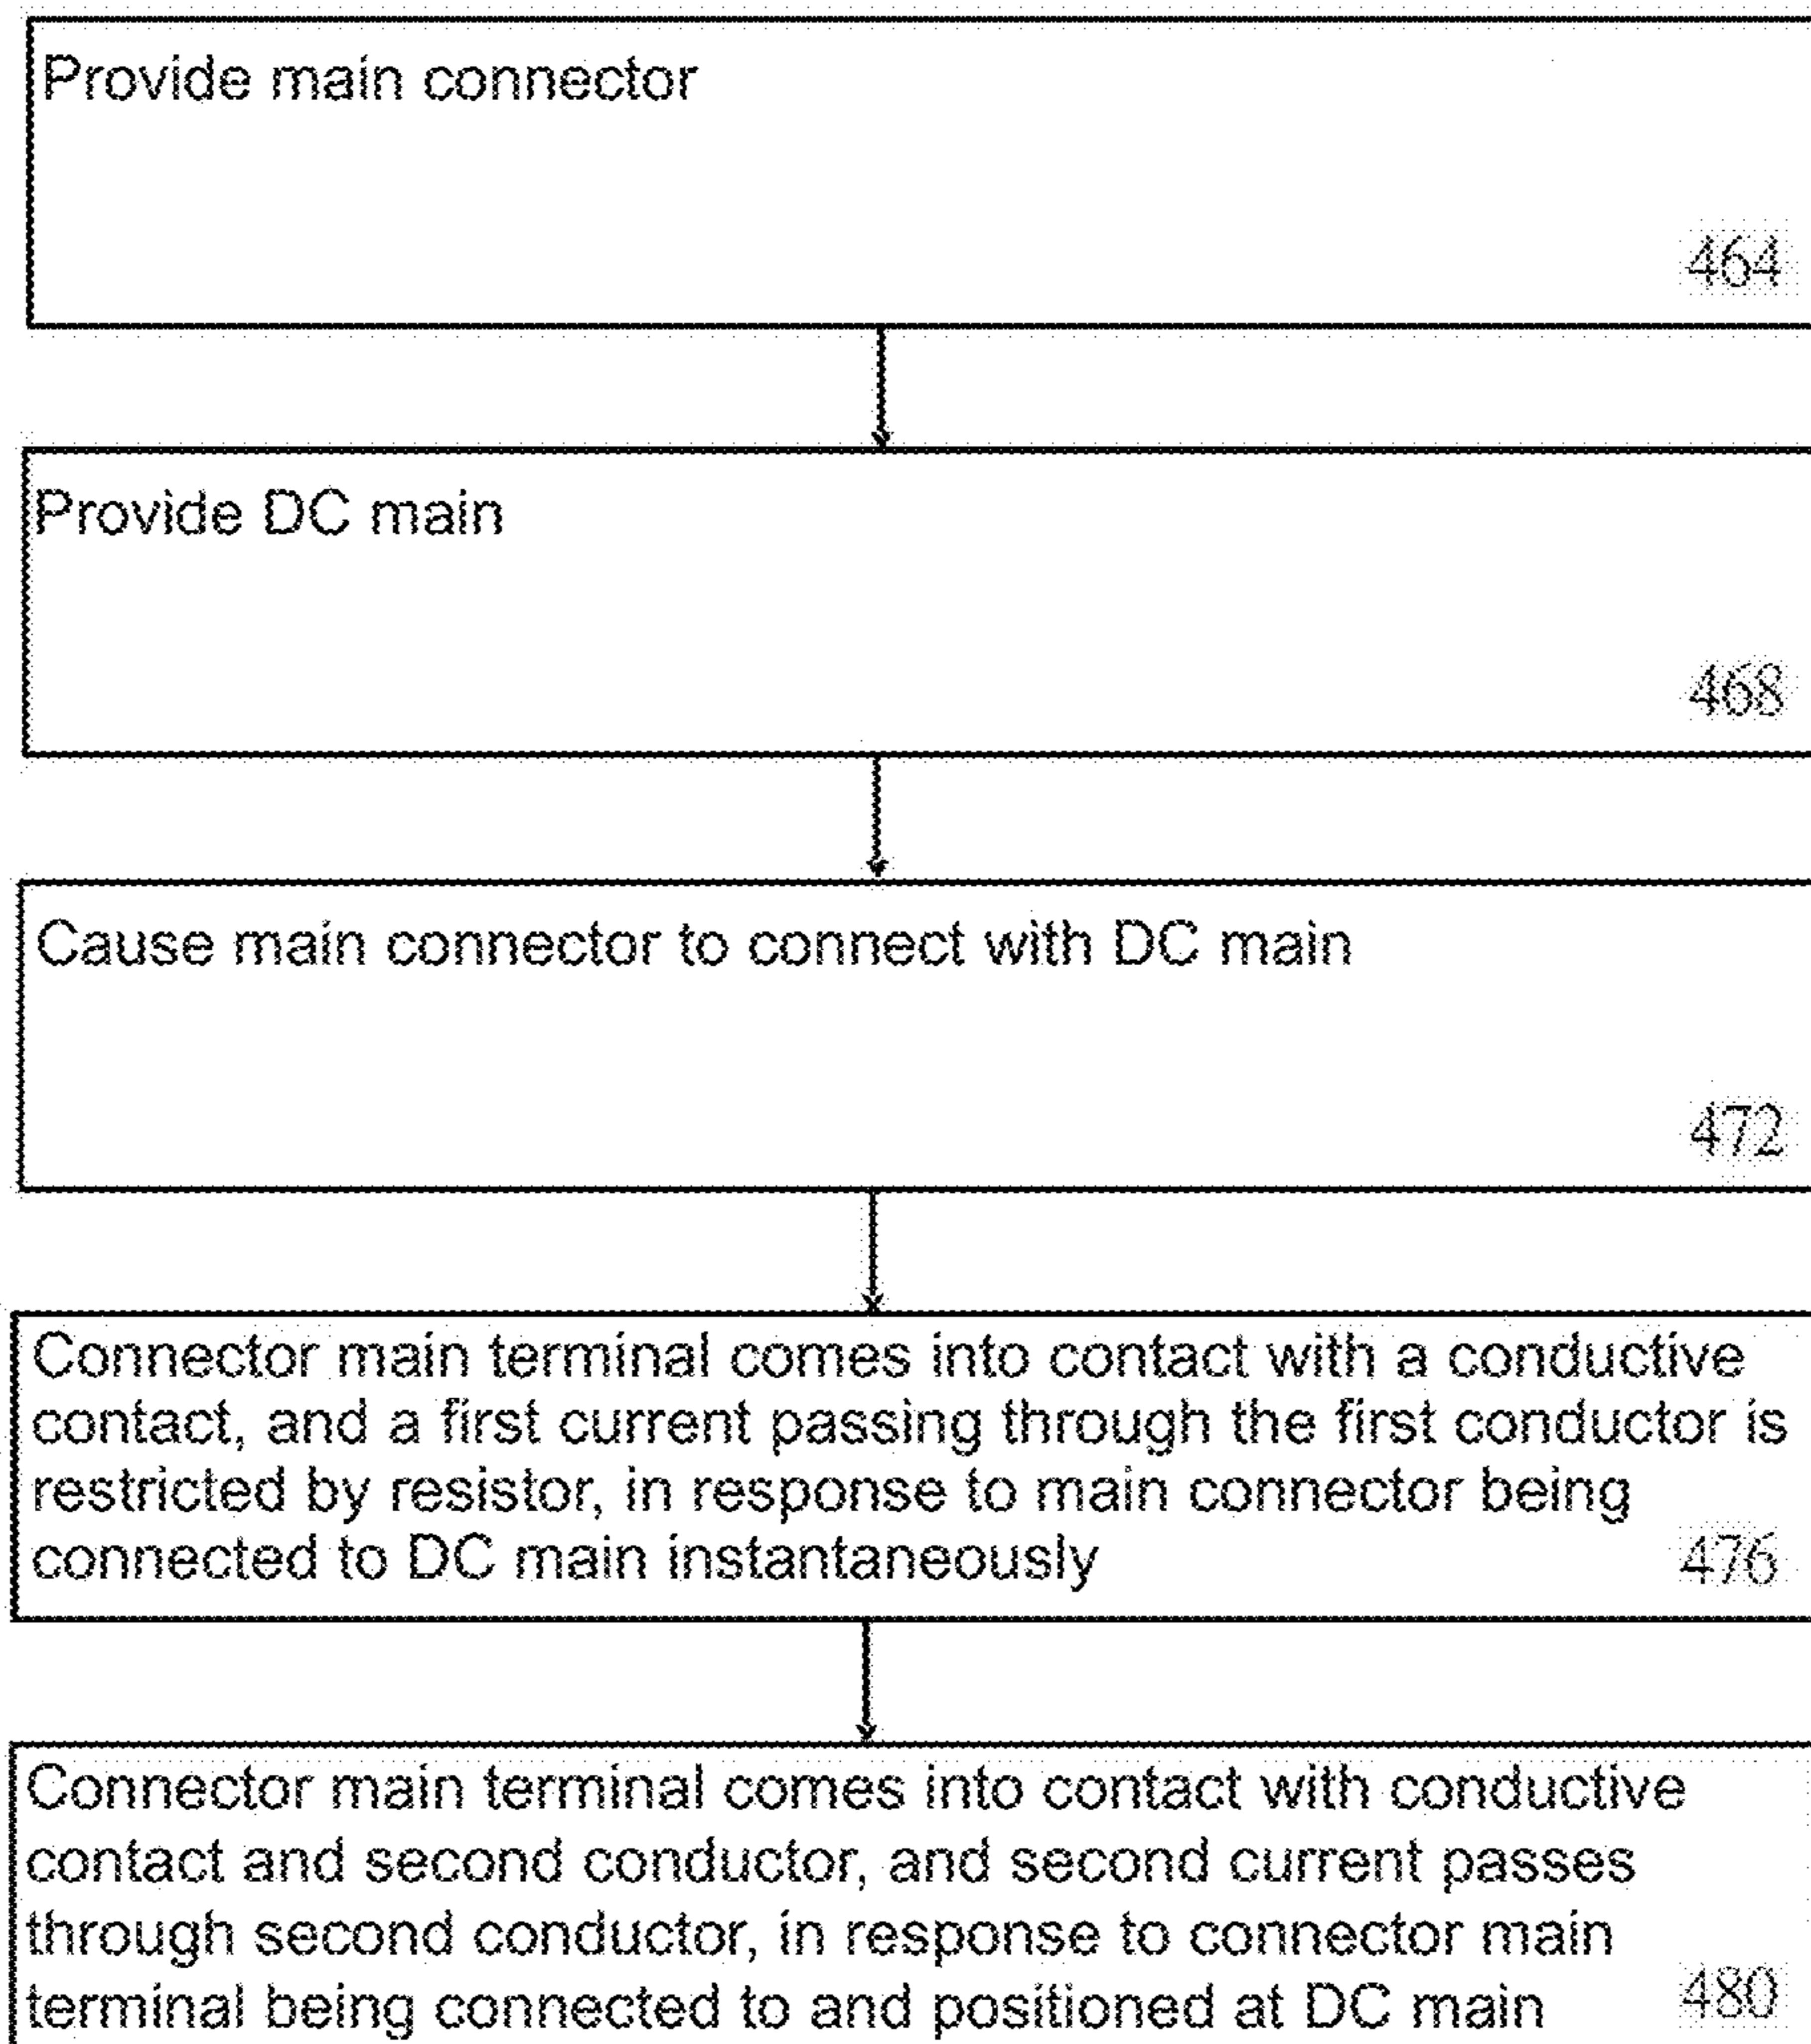 Provide main connector
464
Provide DC main
468
Cause main connector to connect with DC main
472
Connector main terminal comes into contact with a conductive
contact, and a first current passing through the first conductor is
restricted by resistor, in response to main connector being
connected to DC main instantaneously
476
Connector main terminal comes into contact with conductive
contact and second conductor, and second current passes
through second conductor, in response to connector main
terminal being connected to and positioned at DC main
480